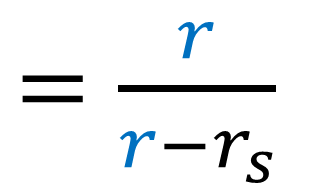 = r / (r − rₛ)